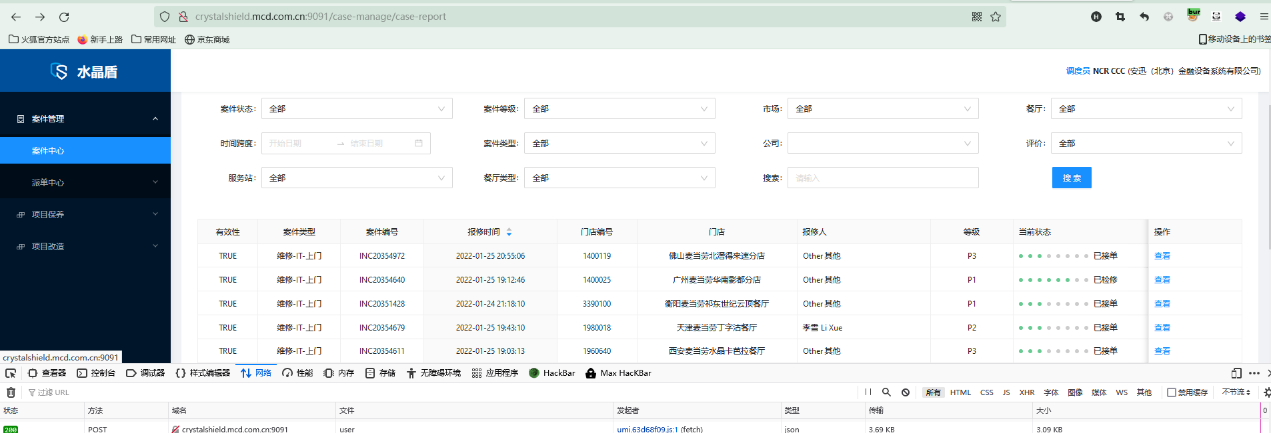 crystalshield.mcd.com.cn:9091/case-manage/case-report
火狐官方站点 新手上路 常用网址 京东商城 移动设备上的书签
水晶盾 调度员 NCR CCC (安迅（北京）金融设备系统有限公司)
案件管理
案件中心
派单中心
项目保养
项目改造
案件状态: 全部 案件等级: 全部 市场: 全部 餐厅: 全部
时间跨度: 开始日期 → 结束日期 案件类型: 全部 公司: 评价: 全部
服务站: 全部 餐厅类型: 全部 搜索: 请输入 搜索
有效性 案件类型 案件编号 报修时间 门店编号 门店 报修人 等级 当前状态 操作
TRUE 维修-IT-上门 INC20354972 2022-01-25 20:55:06 1400119 佛山麦当劳北滘得来速分店 Other 其他 P3 已接单 查看
TRUE 维修-IT-上门 INC20354640 2022-01-25 19:12:46 1400025 广州麦当劳华南影都分店 Other 其他 P1 已检修 查看
TRUE 维修-IT-上门 INC20351428 2022-01-24 21:18:10 3390100 衡阳麦当劳祁东世纪云顶餐厅 Other 其他 P1 已接单 查看
TRUE 维修-IT-上门 INC20354679 2022-01-25 19:43:10 1980018 天津麦当劳丁字沽餐厅 李雪 Li Xue P2 已接单 查看
TRUE 维修-IT-上门 INC20354611 2022-01-25 19:03:13 1960640 西安麦当劳水晶卡芭拉餐厅 Other 其他 P3 已接单 查看
crystalshield.mcd.com.cn:9091
查看器 控制台 调试器 样式编辑器 网络 性能 内存 存储 无障碍环境 应用程序 HackBar Max HacKBar
过滤 URL 所有 HTML CSS JS XHR 字体 图像 媒体 WS 其他 禁用缓存 不节流
状态 方法 域名 文件 发起者 类型 传输 大小 0
200 POST crystalshield.mcd.com.cn:9091 user umi.63d68f09.js:1 (fetch) json 3.69 KB 3.09 KB